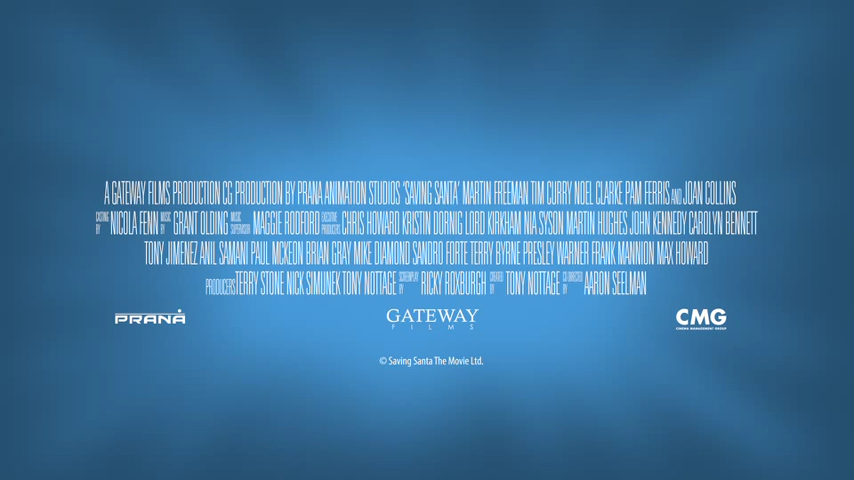 A GATEWAY FILMS PRODUCTION CG PRODUCTION BY PRANA ANIMATION STUDIOS 'SAVING SANTA' MARTIN FREEMAN TIM CURRY NOEL CLARKE PAM FERRIS AND JOAN COLLINS
CASTING BY NICOLA FENN MUSIC BY GRANT OLDING MUSIC SUPERVISOR MAGGIE RODFORD EXECUTIVE PRODUCERS CHRIS HOWARD KRISTIN DORNIG LORD KIRKHAM NIA SYSON MARTIN HUGHES JOHN KENNEDY CAROLYN BENNETT
TONY JIMENEZ ANIL SAMANI PAUL MCKEON BRIAN GRAY MIKE DIAMOND SANDRO FORTE TERRY BYRNE PRESLEY WARNER FRANK MANNION MAX HOWARD
PRODUCERS TERRY STONE NICK SIMUNEK TONY NOTTAGE SCREENPLAY BY RICKY ROXBURGH CREATED BY TONY NOTTAGE CO-DIRECTED BY AARON SEELMAN
PRANA
GATEWAY
FILMS
CMG
CINEMA MANAGEMENT GROUP
© Saving Santa The Movie Ltd.